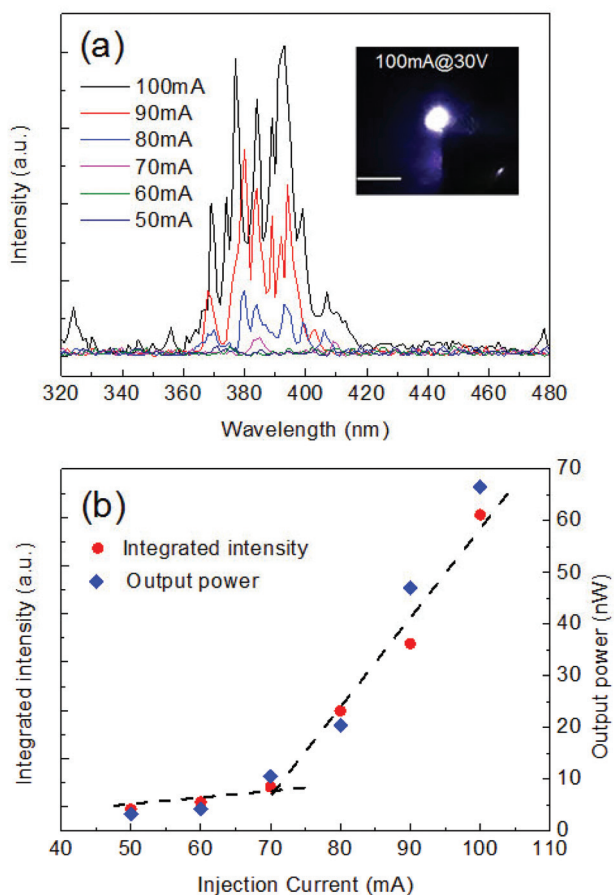 (a)
100mA@30V
100mA
90mA
80mA
70mA
60mA
50mA
Intensity (a.u.)
320 340 360 380 400 420 440 460 480
Wavelength (nm)
(b)
Integrated intensity
Output power
Integrated intensity (a.u.)
70
60
50
40
30
20
10
0
Output power (nW)
40 50 60 70 80 90 100 110
Injection Current (mA)